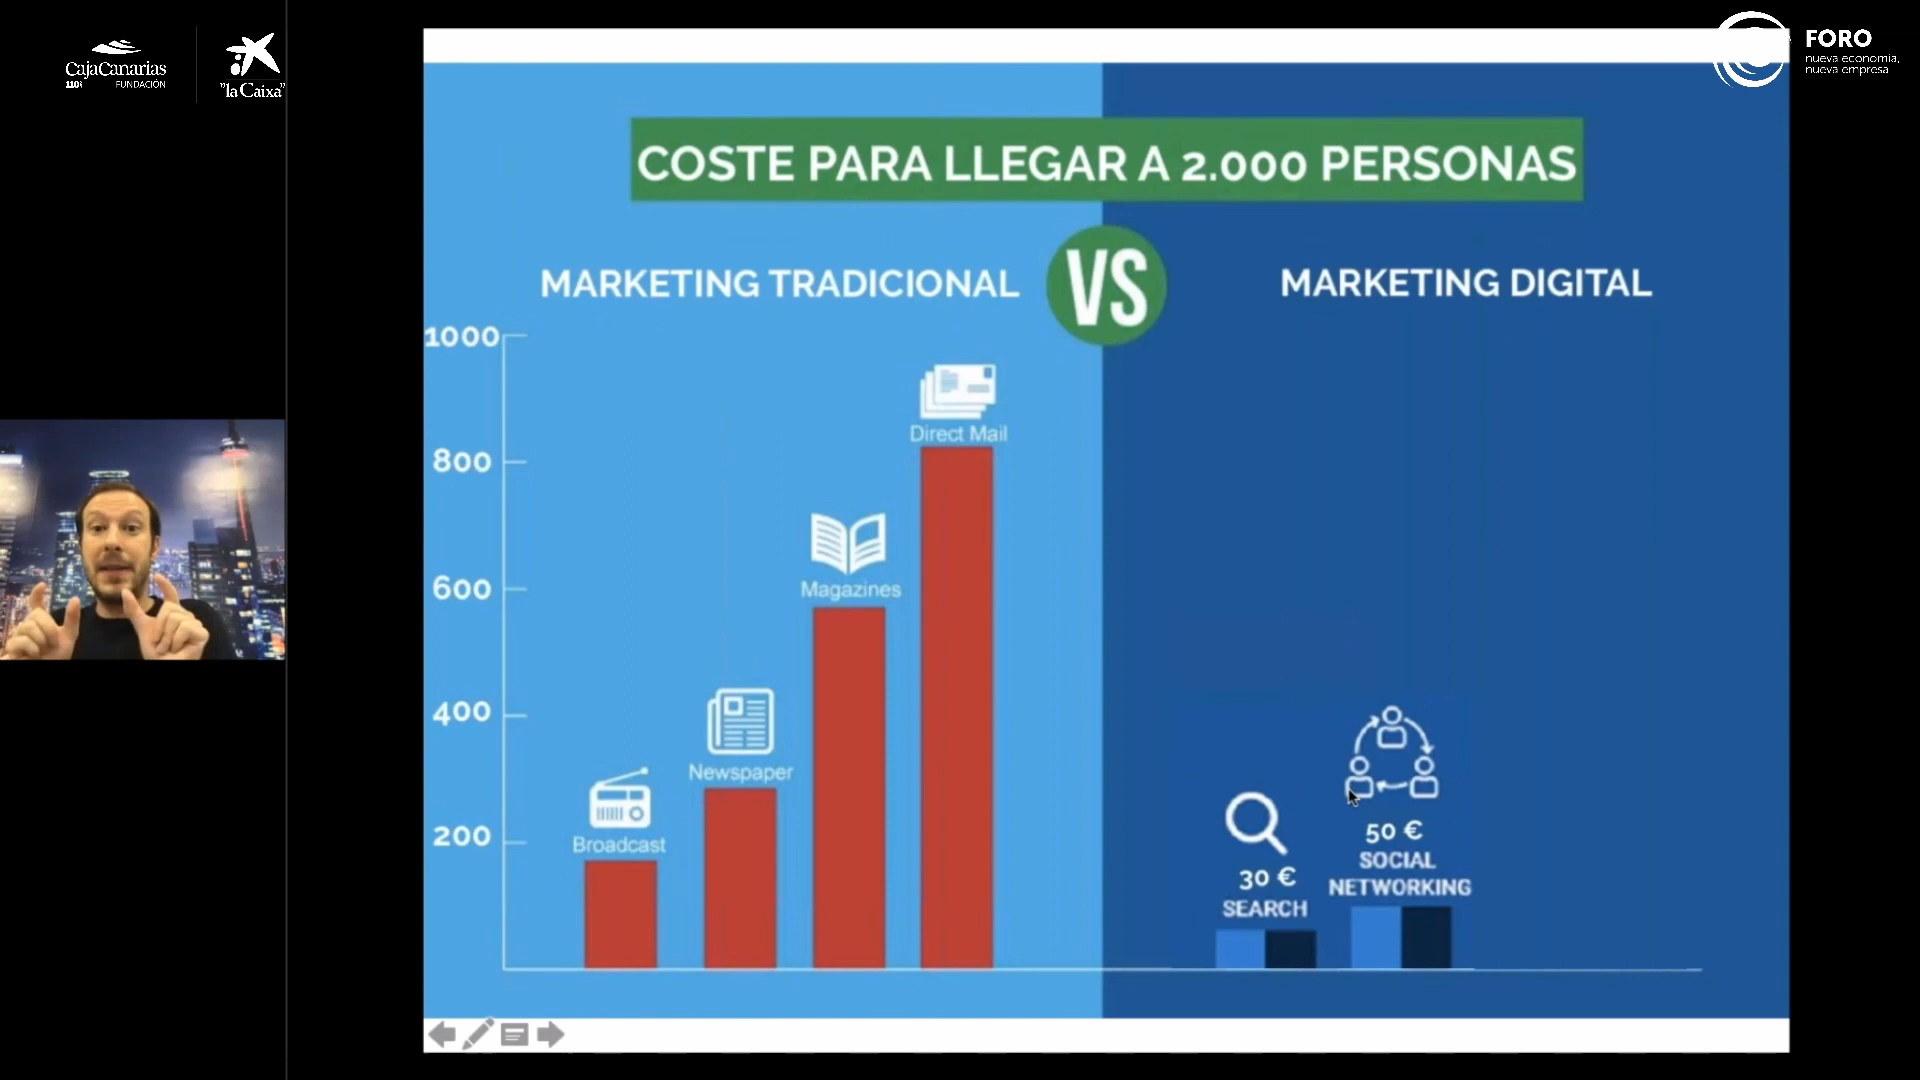 CajaCanarias
FUNDACIÓN
"la Caixa"
FORO
nueva economía,
nueva empresa
COSTE PARA LLEGAR A 2.000 PERSONAS
MARKETING TRADICIONAL
VS
MARKETING DIGITAL
1000
800
600
400
200
Broadcast
Newspaper
Magazines
Direct Mail
30 €
SEARCH
50 €
SOCIAL
NETWORKING